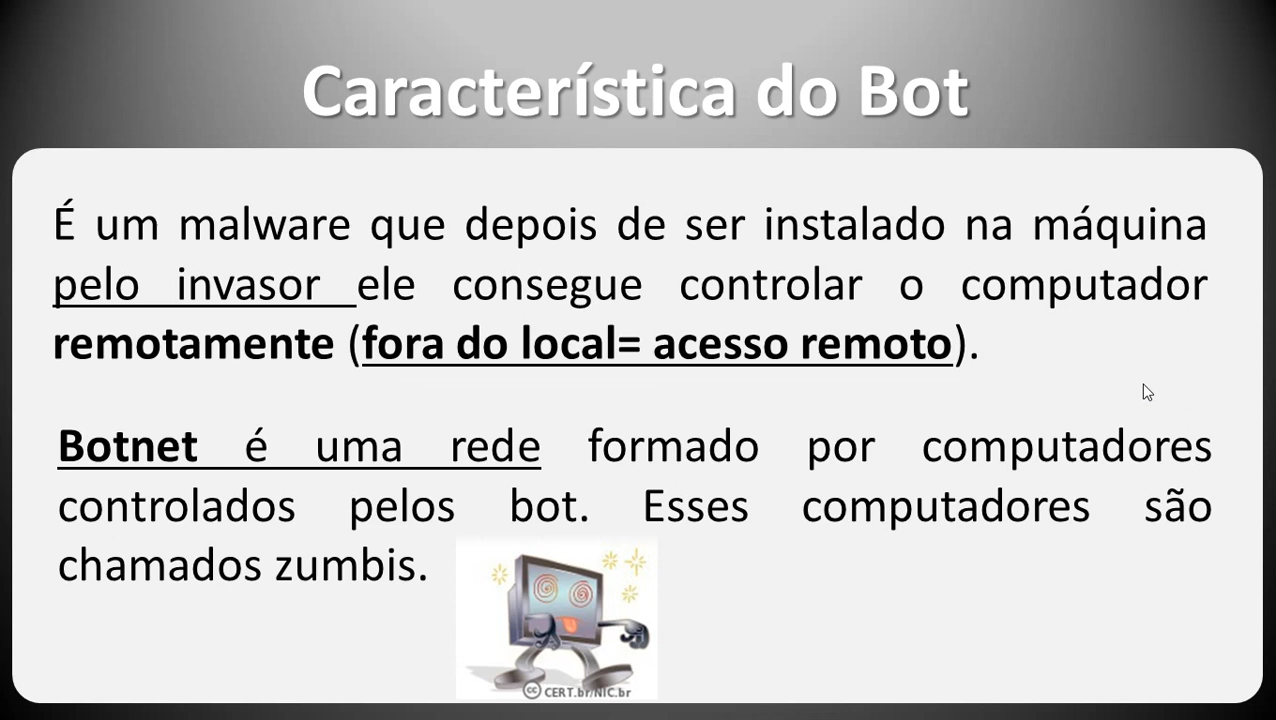 Característica do Bot
É um malware que depois de ser instalado na máquina
pelo invasor ele consegue controlar o computador
remotamente (fora do local= acesso remoto).
Botnet é uma rede formado por computadores
controlados pelos bot. Esses computadores são
chamados zumbis.
cc CERT.br/NIC.br